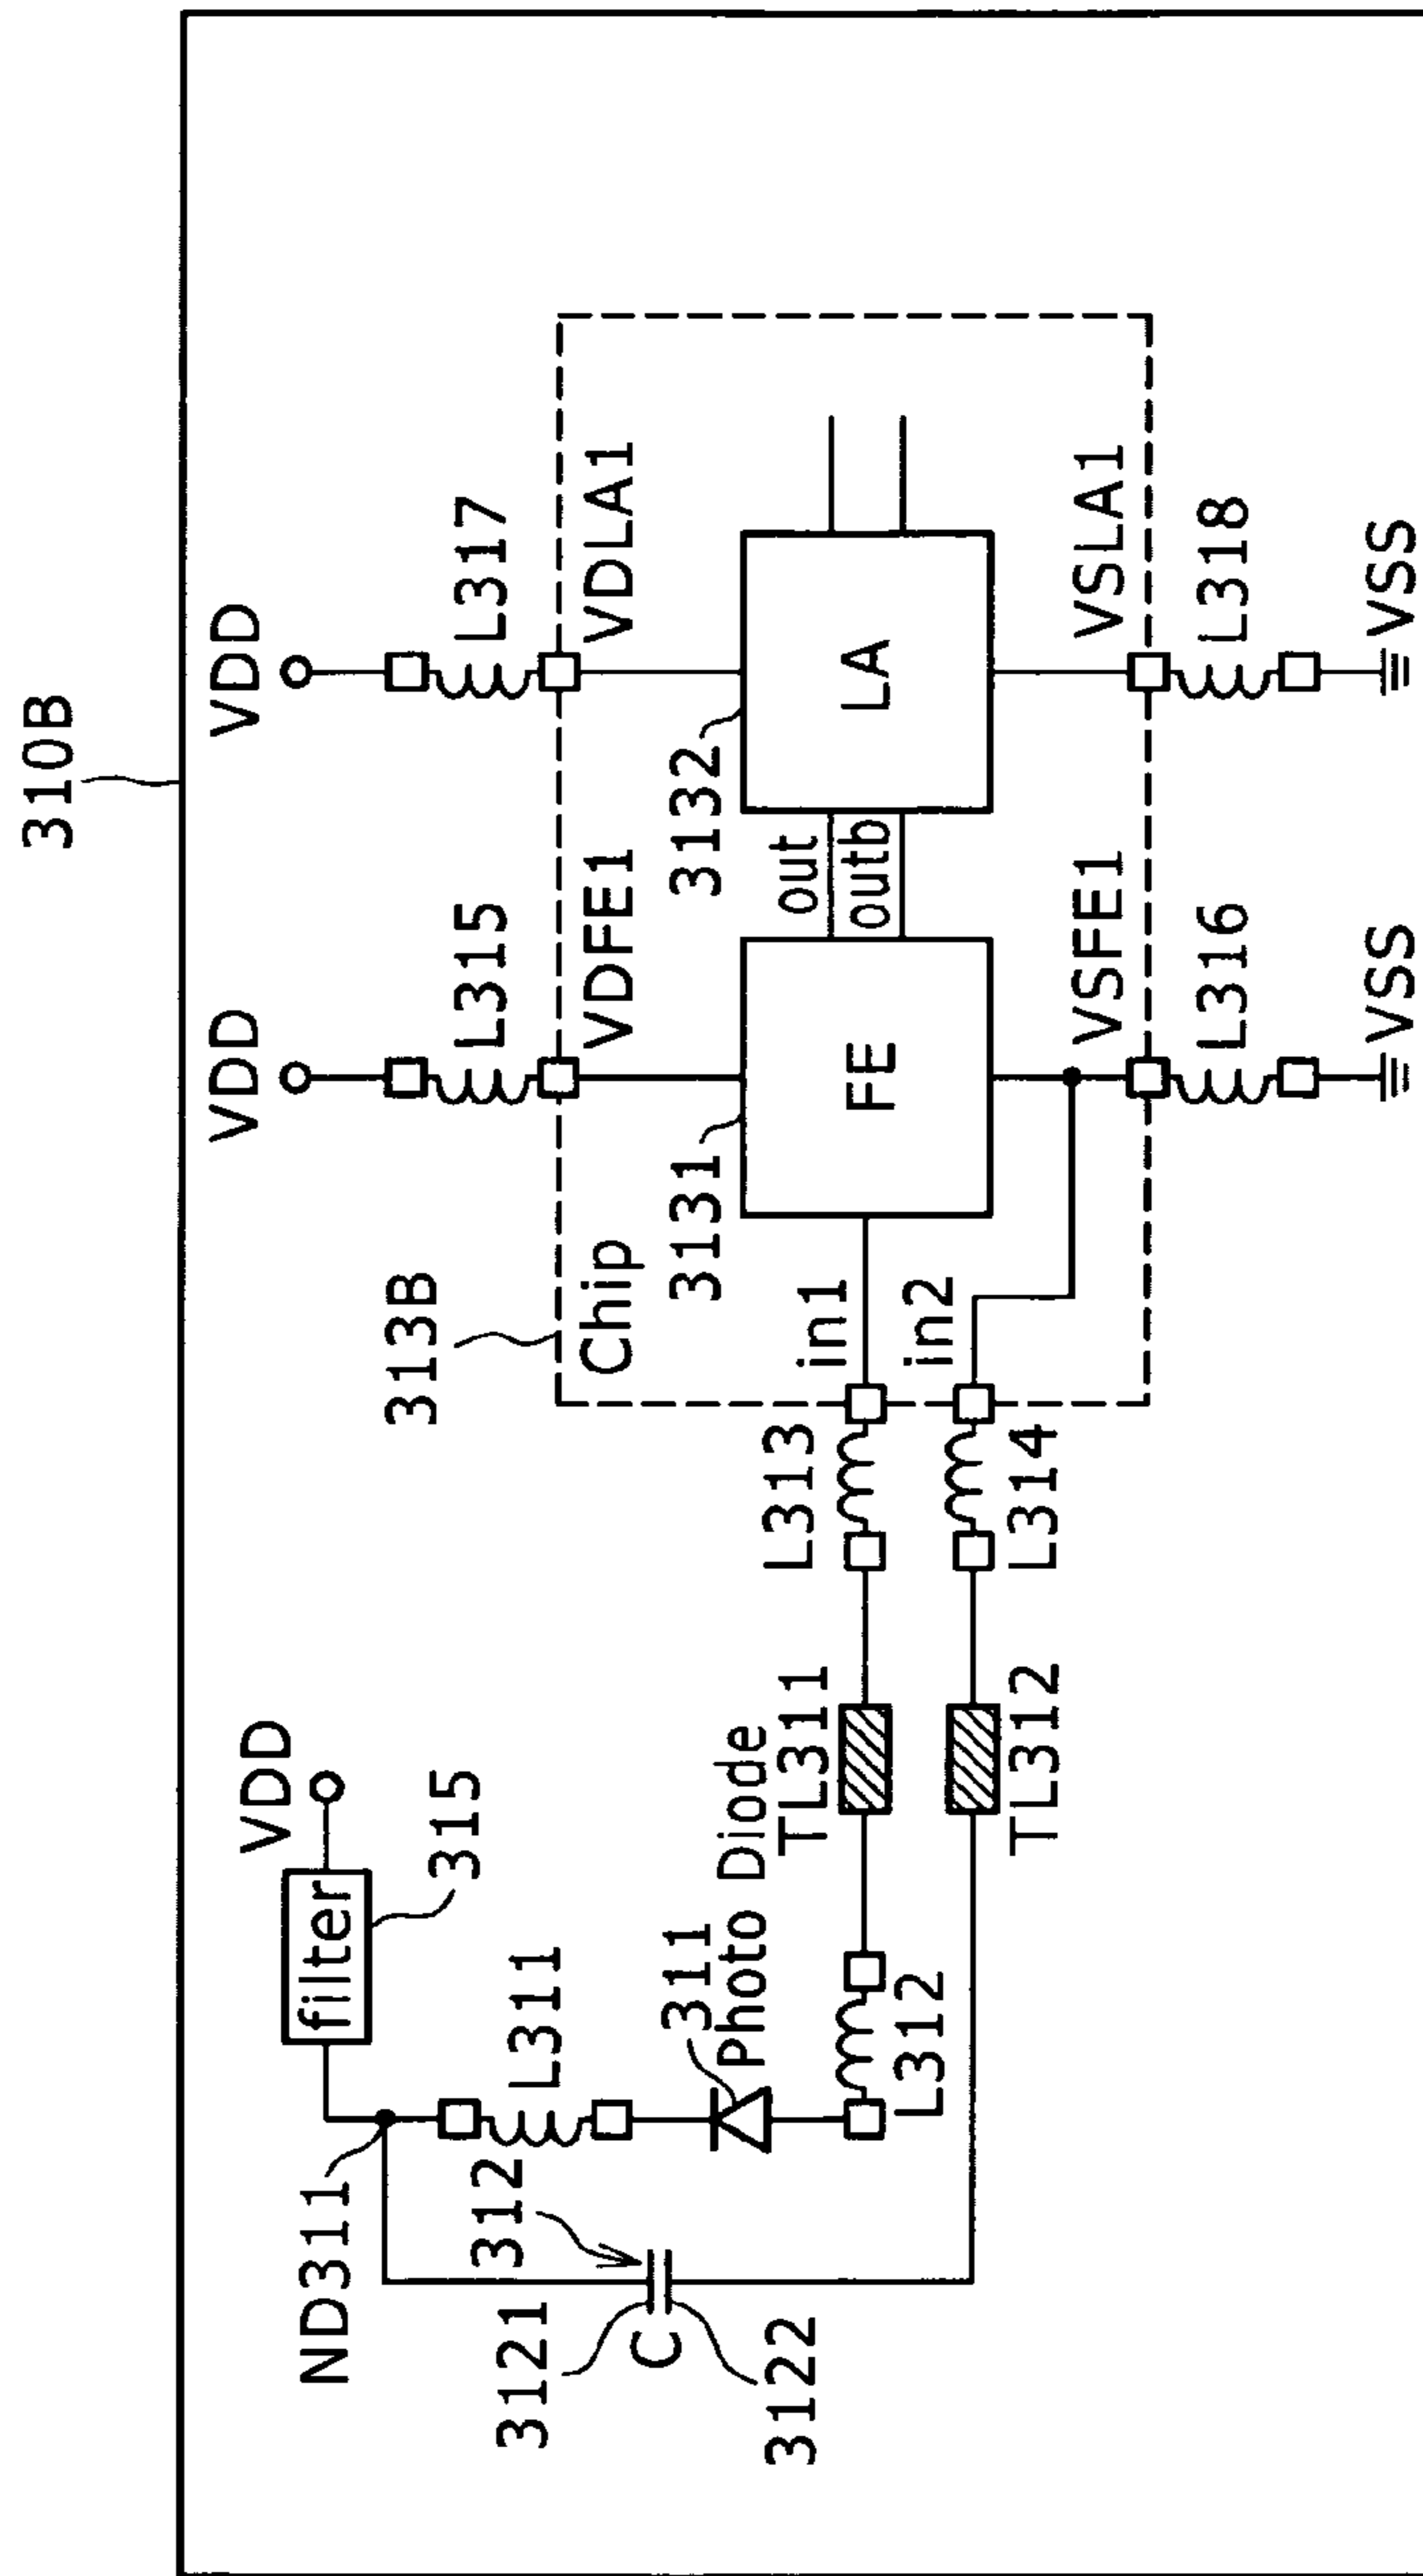 310B
VDD
VDD
VDD
filter
315
L315
L317
ND311
L311
313B
Chip
VDFE1
VDLA1
312
3121
C
3122
311
Photo Diode
3131
3132
TL311
L313
in1
FE
out
outb
LA
L312
in2
TL312
L314
VSFE1
VSLA1
L316
L318
VSS
VSS